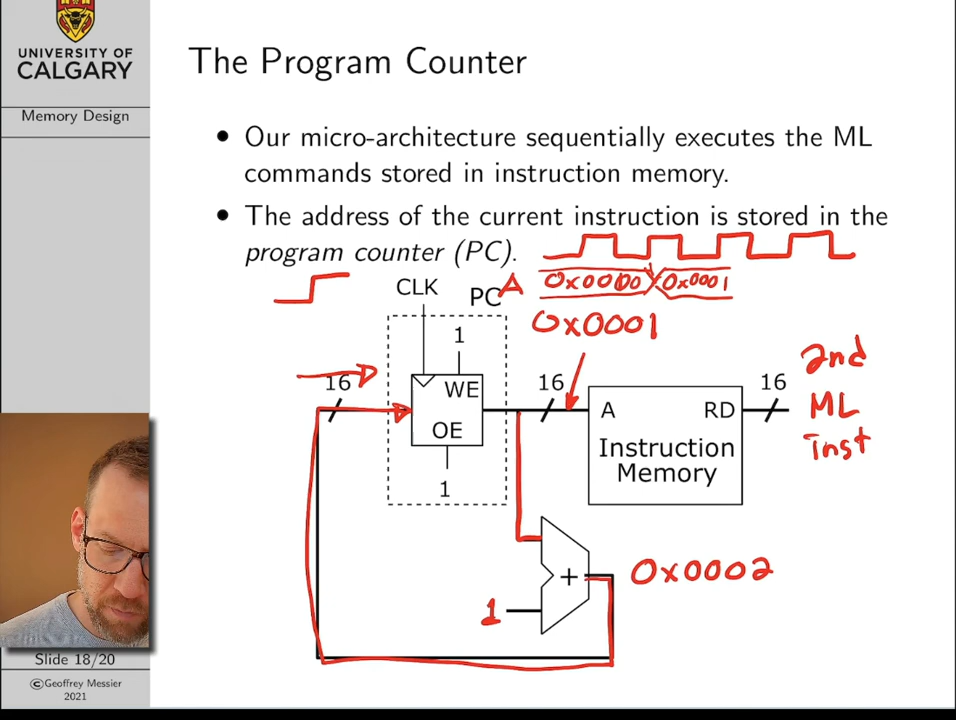 UNIVERSITY OF
CALGARY
Memory Design
The Program Counter
• Our micro-architecture sequentially executes the ML
commands stored in instruction memory.
• The address of the current instruction is stored in the
program counter (PC).
CLK
PC
A
0x0000
0x0001
0x0001
1
16
WE
OE
1
16
A
RD
Instruction
Memory
16
2nd
ML
inst
+
1
0x0002
Slide 18/20
©Geoffrey Messier
2021